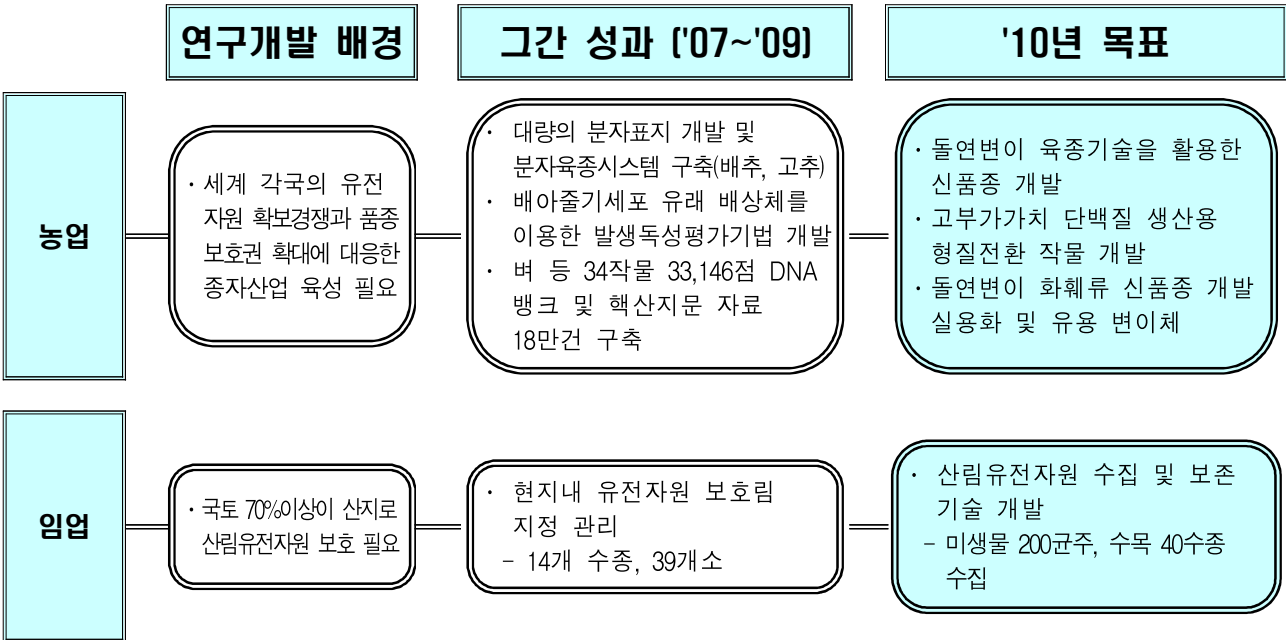 연구개발 배경
그간 성과 ('07~'09)
'10년 목표
농업
· 세계 각국의 유전
자원 확보경쟁과 품종
보호권 확대에 대응한
종자산업 육성 필요
· 대량의 분자표지 개발 및
분자육종시스템 구축(배추, 고추)
· 배아줄기세포 유래 배상체를
이용한 발생독성평가기법 개발
· 벼 등 34작물 33,146점 DNA
뱅크 및 핵산지문 자료
18만건 구축
· 돌연변이 육종기술을 활용한
신품종 개발
· 고부가가치 단백질 생산용
형질전환 작물 개발
· 돌연변이 화훼류 신품종 개발
실용화 및 유용 변이체
임업
· 국토 70%이상이 산지로
산림유전자원 보호 필요
· 현지내 유전자원 보호림
지정 관리
- 14개 수종, 39개소
· 산림유전자원 수집 및 보존
기술 개발
- 미생물 200균주, 수목 40수종
수집